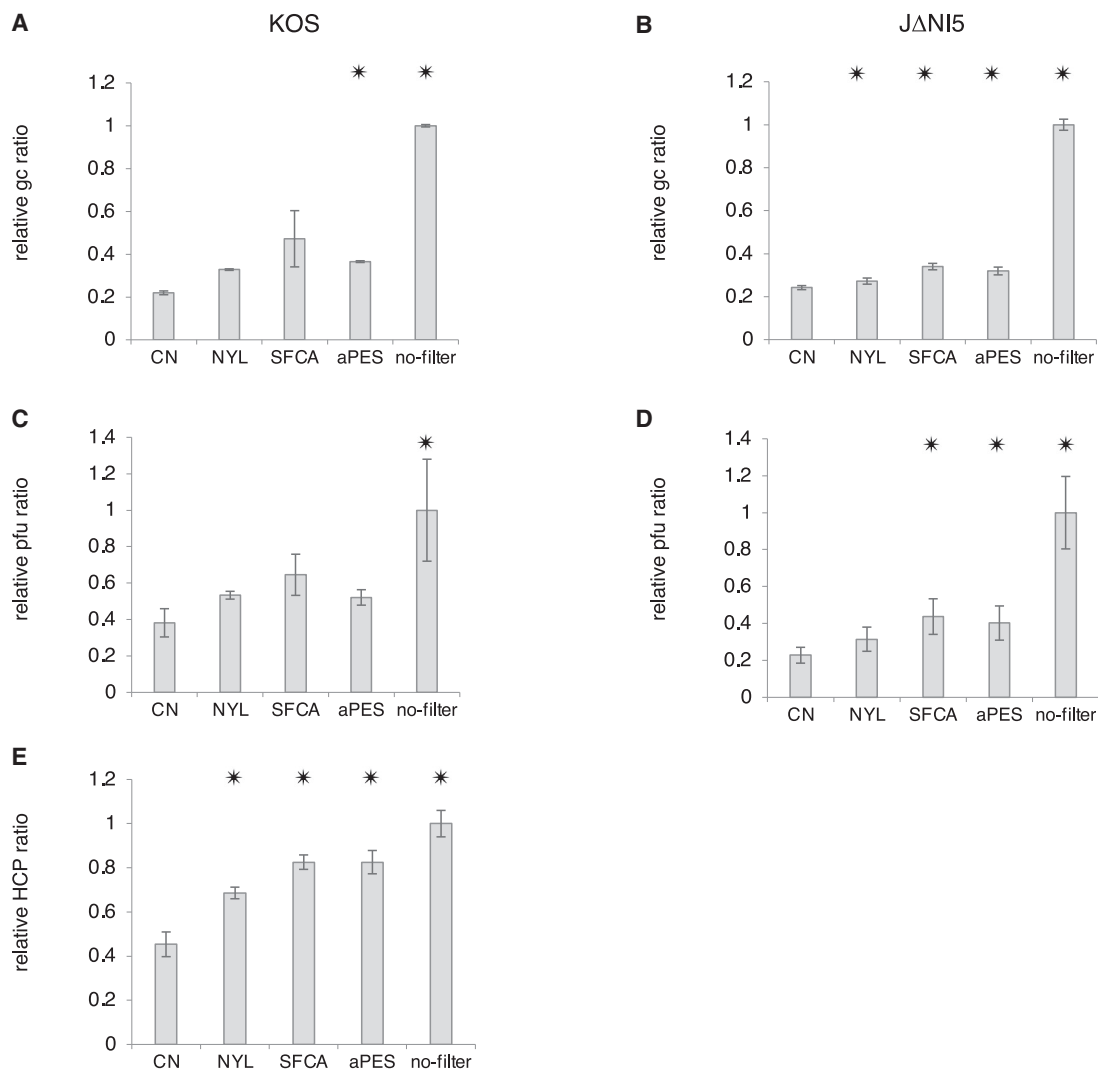 A
KOS
relative gc ratio
1.2
1
0.8
0.6
0.4
0.2
0
CN NYL SFCA aPES no-filter
B
JΔNI5
relative gc ratio
1.2
1
0.8
0.6
0.4
0.2
0
CN NYL SFCA aPES no-filter
C
relative pfu ratio
1.4
1.2
1
0.8
0.6
0.4
0.2
0
CN NYL SFCA aPES no-filter
D
relative pfu ratio
1.4
1.2
1
0.8
0.6
0.4
0.2
0
CN NYL SFCA aPES no-filter
E
relative HCP ratio
1.2
1
0.8
0.6
0.4
0.2
0
CN NYL SFCA aPES no-filter